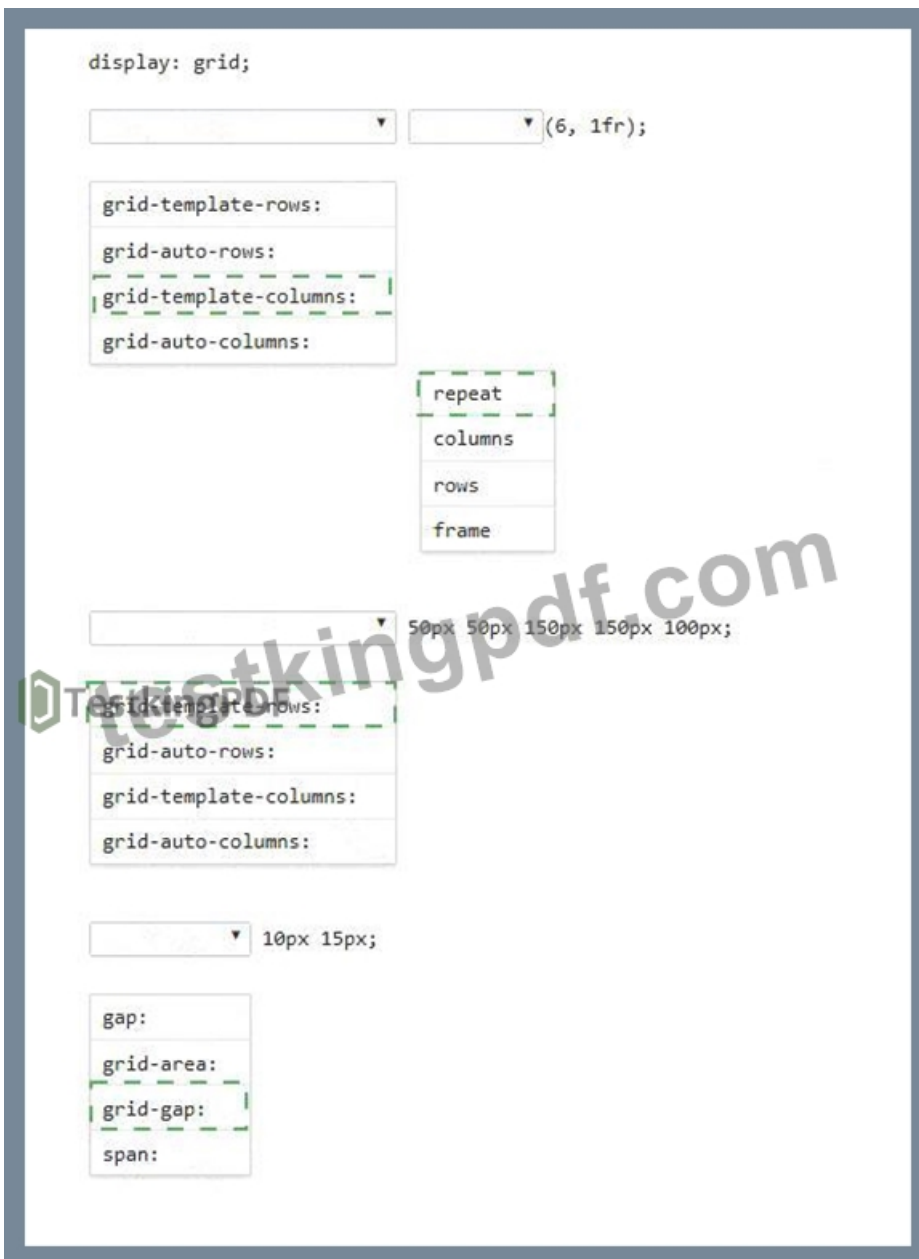 display: grid;
(6, 1fr);
grid-template-rows:
grid-auto-rows:
grid-template-columns:
grid-auto-columns:
repeat
columns
rows
frame
50px 50px 150px 150px 100px;
testkingpdf.com
TestkingPDF
grid-template-rows:
grid-auto-rows:
grid-template-columns:
grid-auto-columns:
10px 15px;
gap:
grid-area:
grid-gap:
span: